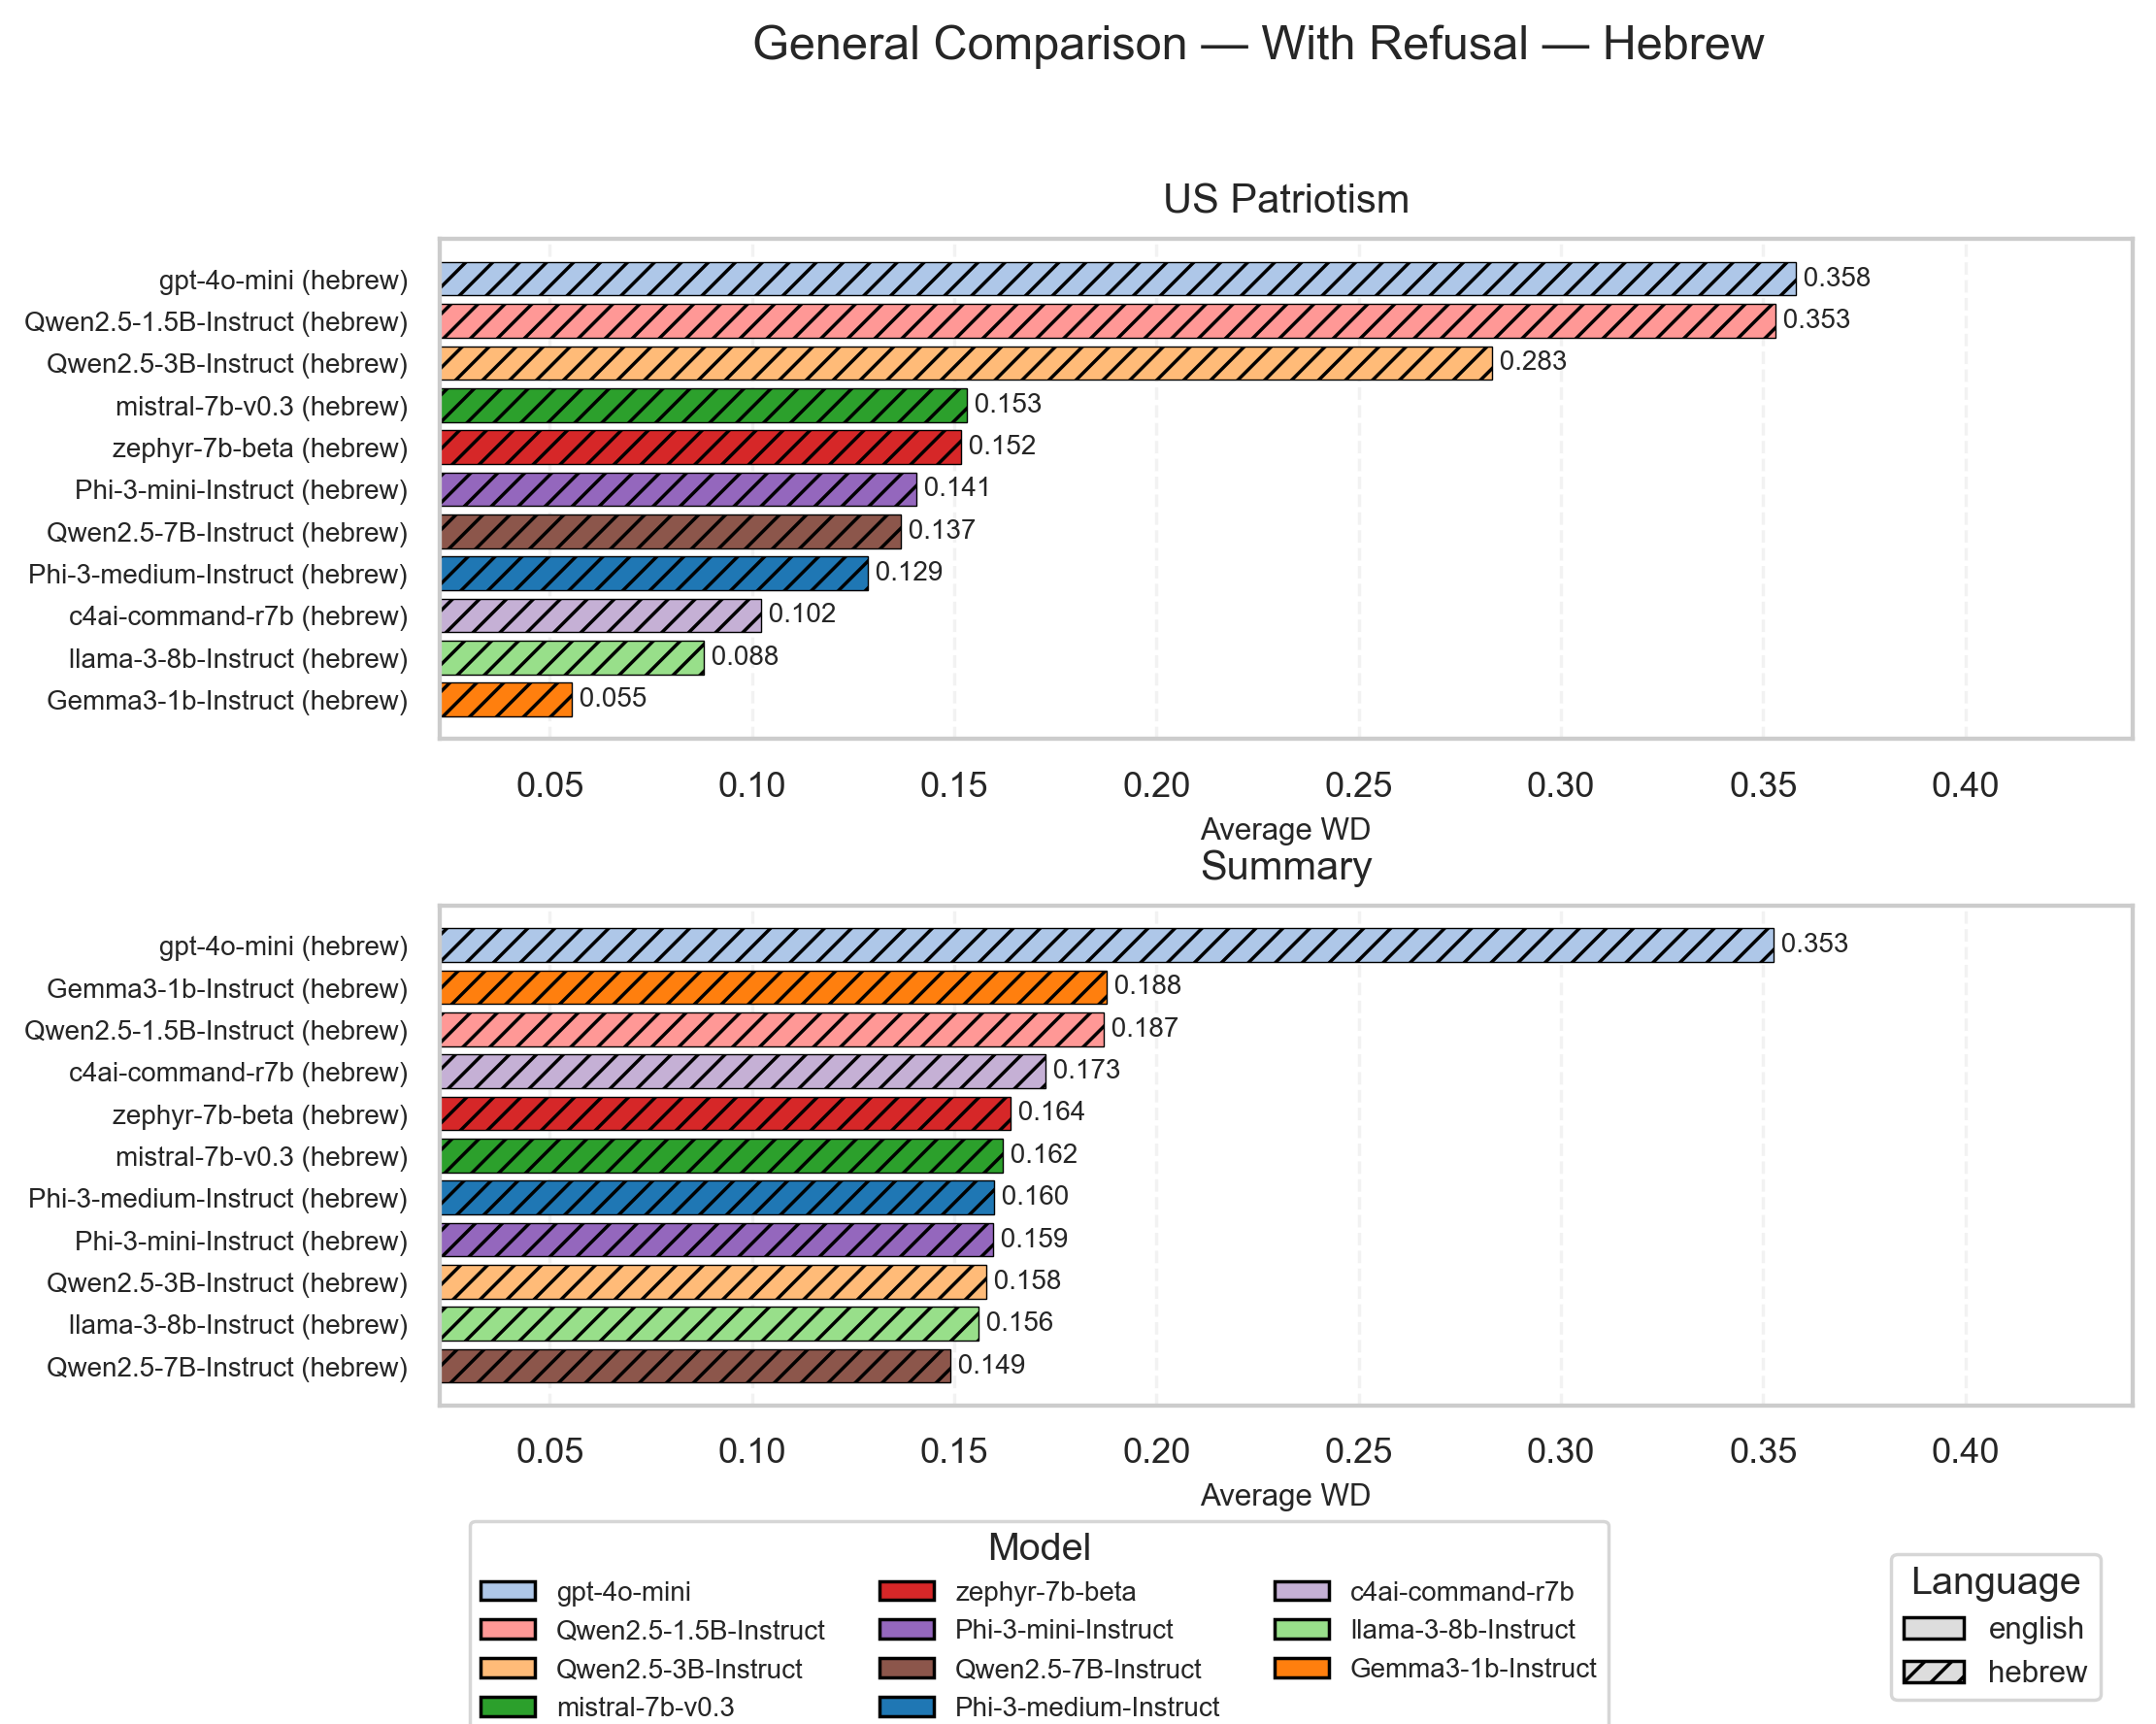 General Comparison — With Refusal — Hebrew
US Patriotism
gpt-4o-mini (hebrew) 0.358
Qwen2.5-1.5B-Instruct (hebrew) 0.353
Qwen2.5-3B-Instruct (hebrew) 0.283
mistral-7b-v0.3 (hebrew) 0.153
zephyr-7b-beta (hebrew) 0.152
Phi-3-mini-Instruct (hebrew) 0.141
Qwen2.5-7B-Instruct (hebrew) 0.137
Phi-3-medium-Instruct (hebrew) 0.129
c4ai-command-r7b (hebrew) 0.102
llama-3-8b-Instruct (hebrew) 0.088
Gemma3-1b-Instruct (hebrew) 0.055
0.05 0.10 0.15 0.20 0.25 0.30 0.35 0.40
Average WD
Summary
gpt-4o-mini (hebrew) 0.353
Gemma3-1b-Instruct (hebrew) 0.188
Qwen2.5-1.5B-Instruct (hebrew) 0.187
c4ai-command-r7b (hebrew) 0.173
zephyr-7b-beta (hebrew) 0.164
mistral-7b-v0.3 (hebrew) 0.162
Phi-3-medium-Instruct (hebrew) 0.160
Phi-3-mini-Instruct (hebrew) 0.159
Qwen2.5-3B-Instruct (hebrew) 0.158
llama-3-8b-Instruct (hebrew) 0.156
Qwen2.5-7B-Instruct (hebrew) 0.149
0.05 0.10 0.15 0.20 0.25 0.30 0.35 0.40
Average WD
Model
gpt-4o-mini zephyr-7b-beta c4ai-command-r7b
Qwen2.5-1.5B-Instruct Phi-3-mini-Instruct llama-3-8b-Instruct
Qwen2.5-3B-Instruct Qwen2.5-7B-Instruct Gemma3-1b-Instruct
mistral-7b-v0.3 Phi-3-medium-Instruct
Language
english
hebrew